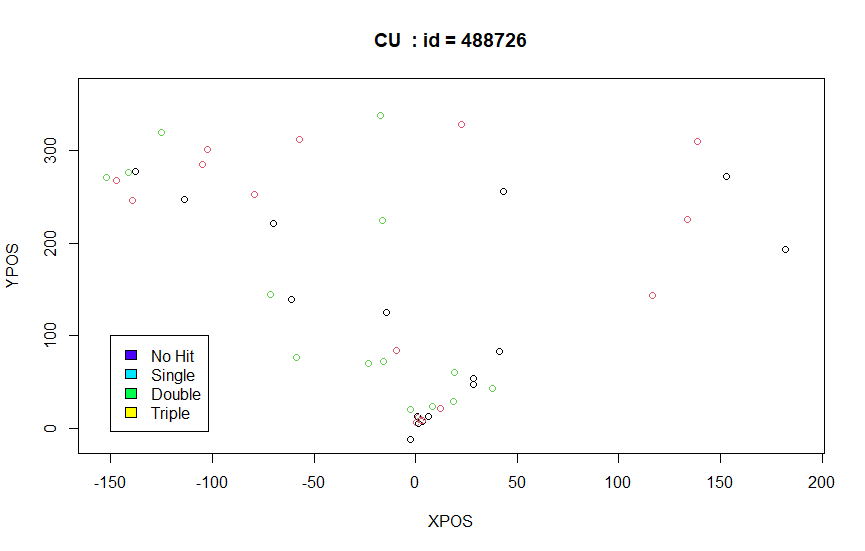 CU : id = 488726
YPOS
300
200
100
0
No Hit
Single
Double
Triple
-150 -100 -50 0 50 100 150 200
XPOS